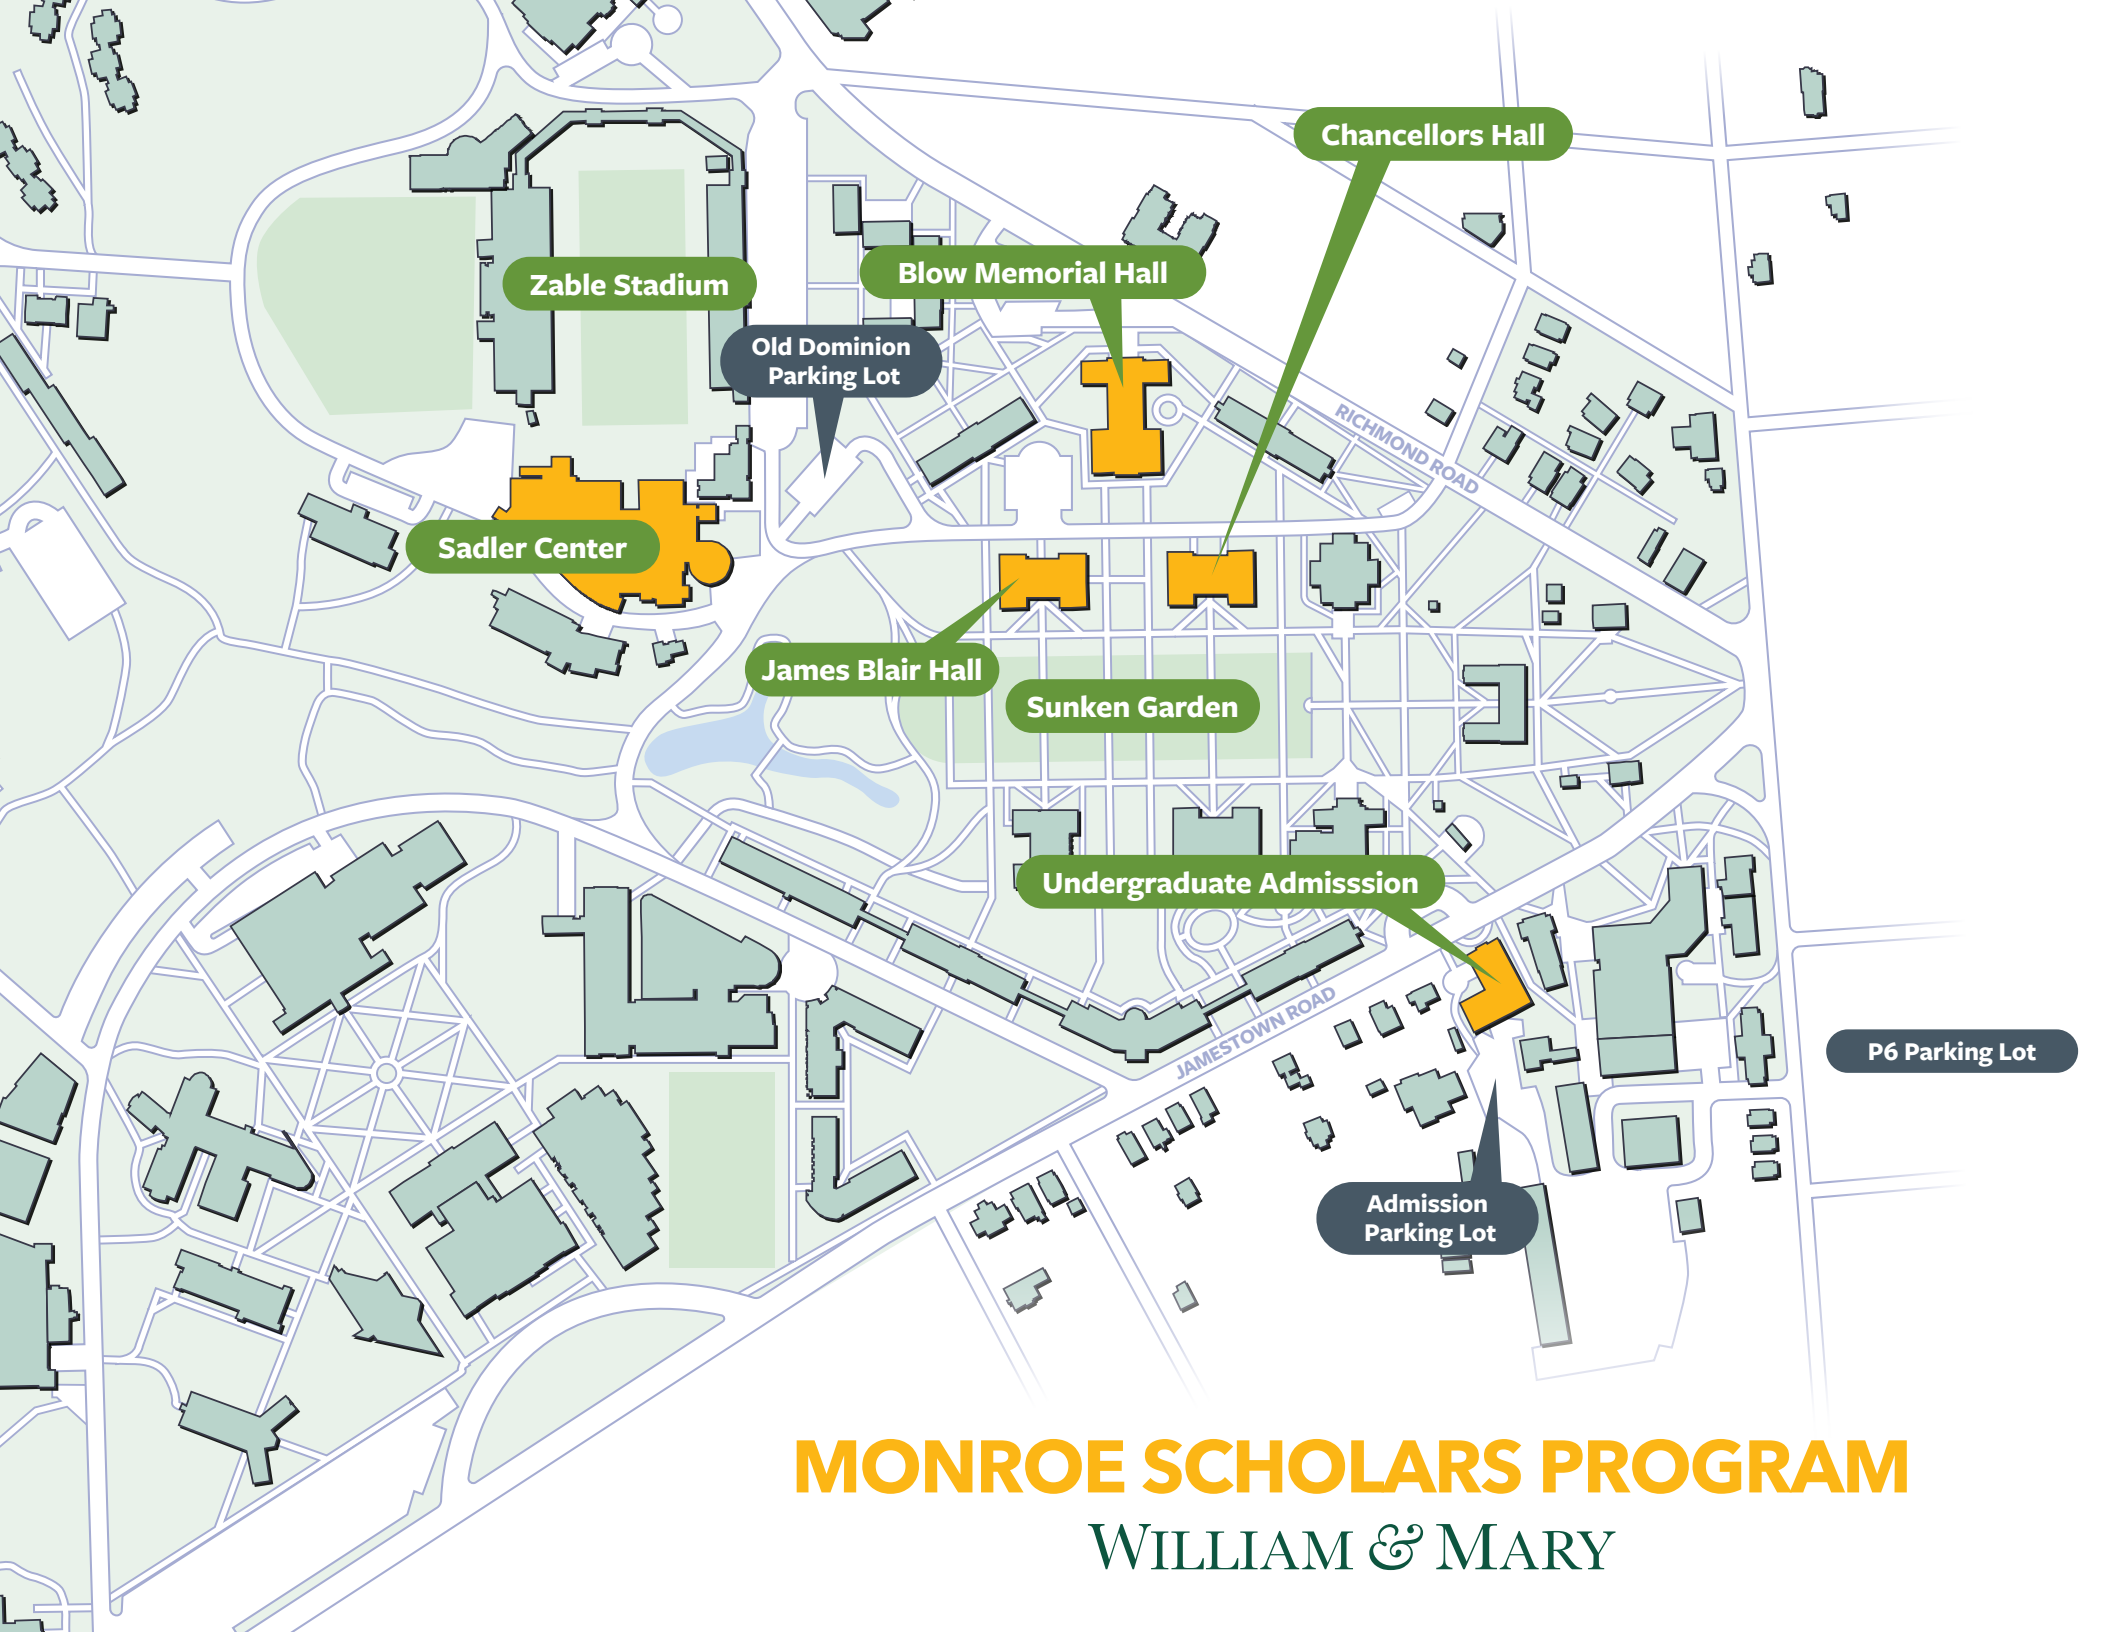 Chancellors Hall
Blow Memorial Hall
Zable Stadium
Old Dominion
Parking Lot
RICHMOND ROAD
Sadler Center
James Blair Hall
Sunken Garden
Undergraduate Admisssion
JAMESTOWN ROAD
P6 Parking Lot
Admission
Parking Lot
MONROE SCHOLARS PROGRAM
WILLIAM & MARY